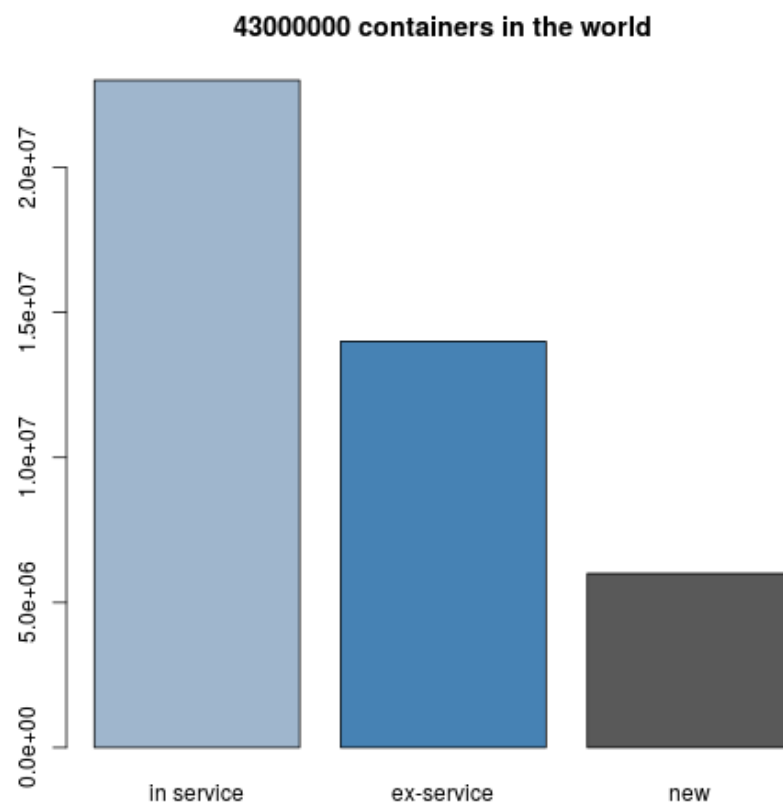 43000000 containers in the world
2.0e+07
1.5e+07
1.0e+07
5.0e+06
0.0e+00
in service ex-service new